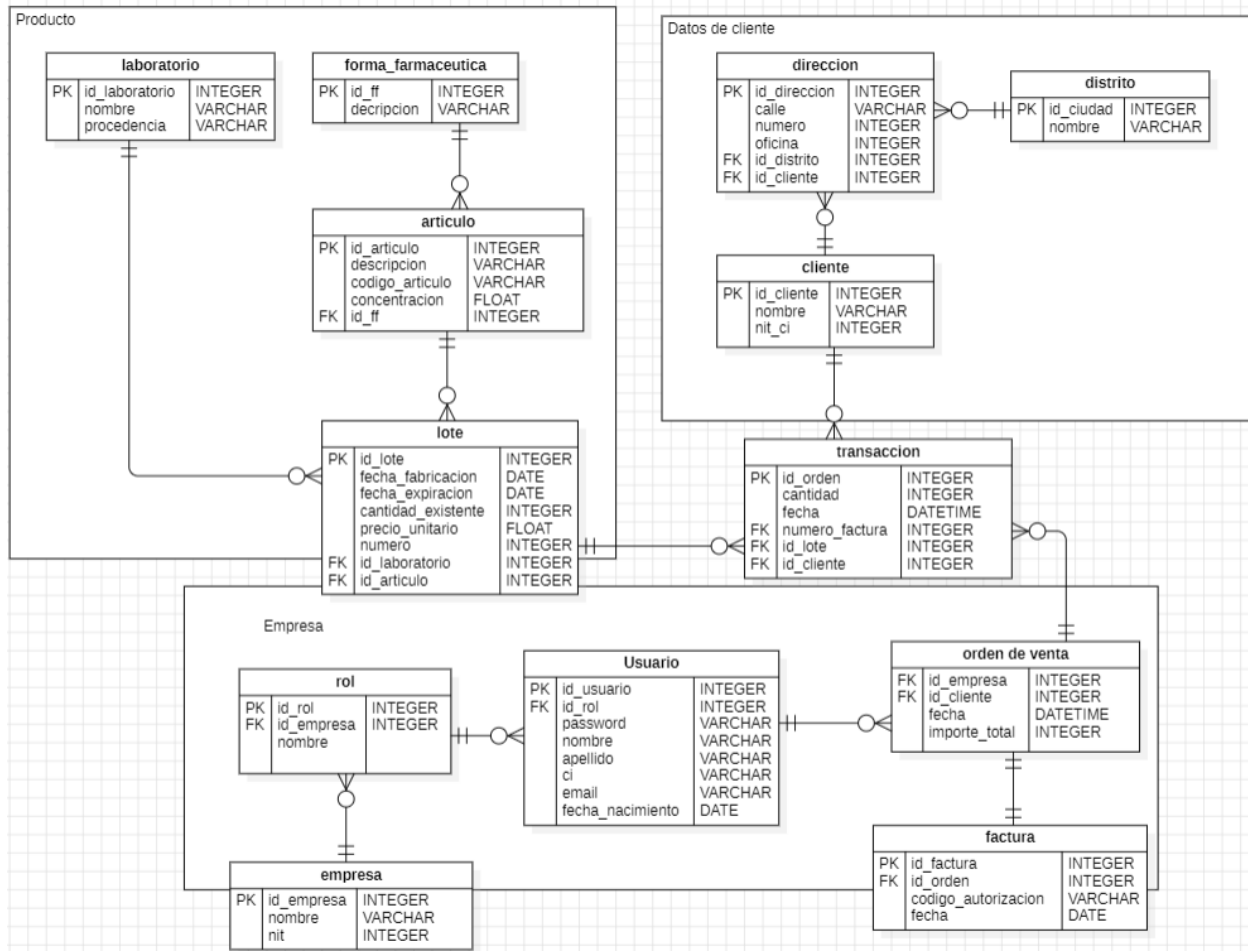 Producto
laboratorio
PK id_laboratorio INTEGER
nombre VARCHAR
procedencia VARCHAR
forma_farmaceutica
PK id_ff INTEGER
decripcion VARCHAR
articulo
PK id_articulo INTEGER
descripcion VARCHAR
codigo_articulo VARCHAR
concentracion FLOAT
FK id_ff INTEGER
lote
PK id_lote INTEGER
fecha_fabricacion DATE
fecha_expiracion DATE
cantidad_existente INTEGER
precio_unitario FLOAT
numero INTEGER
FK id_laboratorio INTEGER
FK id_articulo INTEGER
Datos de cliente
direccion
PK id_direccion INTEGER
calle VARCHAR
numero INTEGER
oficina INTEGER
FK id_distrito INTEGER
FK id_cliente INTEGER
distrito
PK id_ciudad INTEGER
nombre VARCHAR
cliente
PK id_cliente INTEGER
nombre VARCHAR
nit_ci INTEGER
transaccion
PK id_orden INTEGER
cantidad INTEGER
fecha DATETIME
FK numero_factura INTEGER
FK id_lote INTEGER
FK id_cliente INTEGER
Empresa
rol
PK id_rol INTEGER
FK id_empresa INTEGER
nombre
Usuario
PK id_usuario INTEGER
FK id_rol INTEGER
password VARCHAR
nombre VARCHAR
apellido VARCHAR
ci VARCHAR
email VARCHAR
fecha_nacimiento DATE
orden de venta
FK id_empresa INTEGER
FK id_cliente INTEGER
fecha DATETIME
importe_total INTEGER
empresa
PK id_empresa INTEGER
nombre VARCHAR
nit INTEGER
factura
PK id_factura INTEGER
FK id_orden INTEGER
codigo_autorizacion VARCHAR
fecha DATE